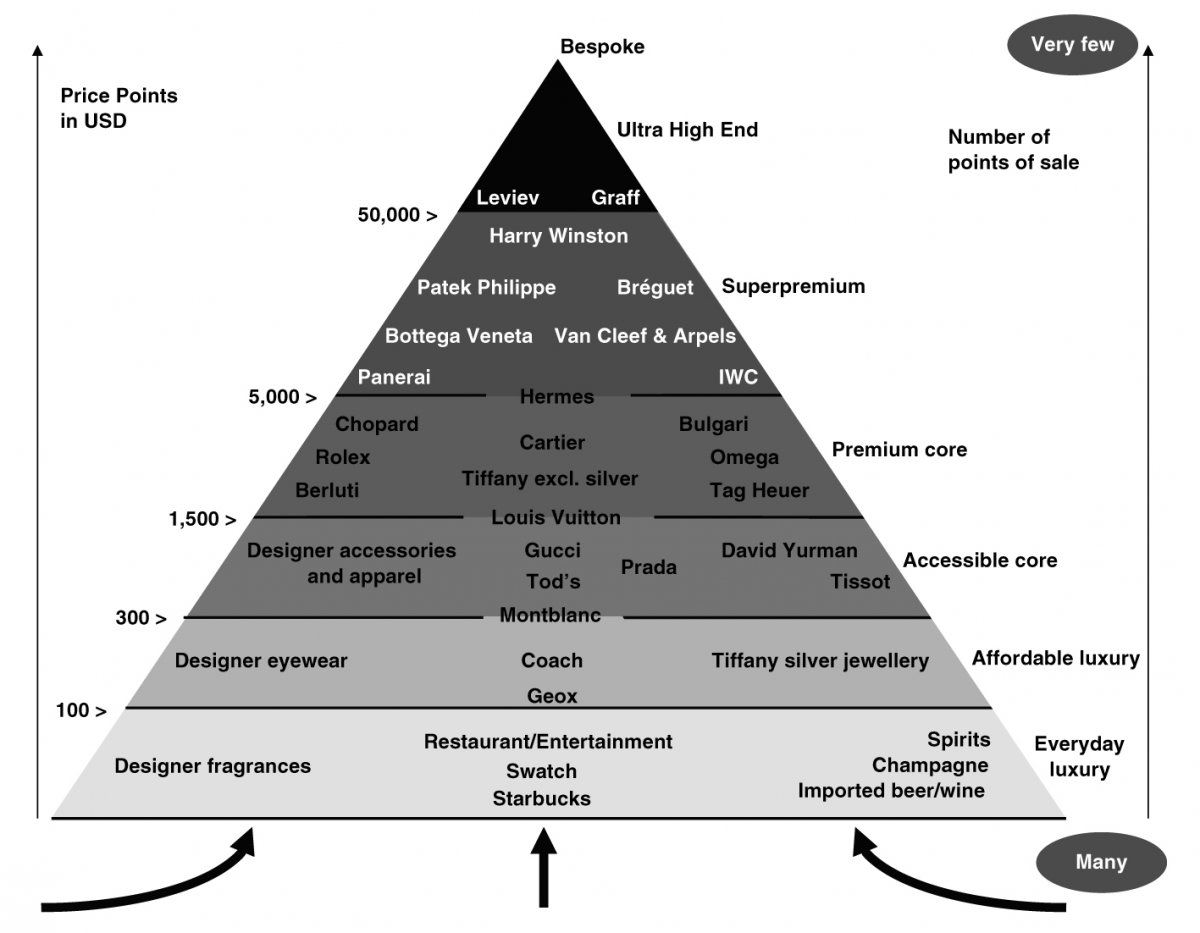 Bespoke
Very few
Price Points
in USD
Ultra High End
Number of
points of sale
Leviev Graff
50,000 >
Harry Winston
Patek Philippe Bréguet
Superpremium
Bottega Veneta Van Cleef & Arpels
Panerai IWC
5,000 >
Hermes
Chopard Bulgari
Cartier
Premium core
Rolex Omega
Tiffany excl. silver
Berluti Tag Heuer
1,500 >
Louis Vuitton
Designer accessories
and apparel
Gucci
Tod's
Prada
David Yurman
Tissot
Accessible core
300 >
Montblanc
Designer eyewear Coach Tiffany silver jewellery
Affordable luxury
Geox
100 >
Designer fragrances
Restaurant/Entertainment
Swatch
Starbucks
Spirits
Champagne
Imported beer/wine
Everyday
luxury
Many